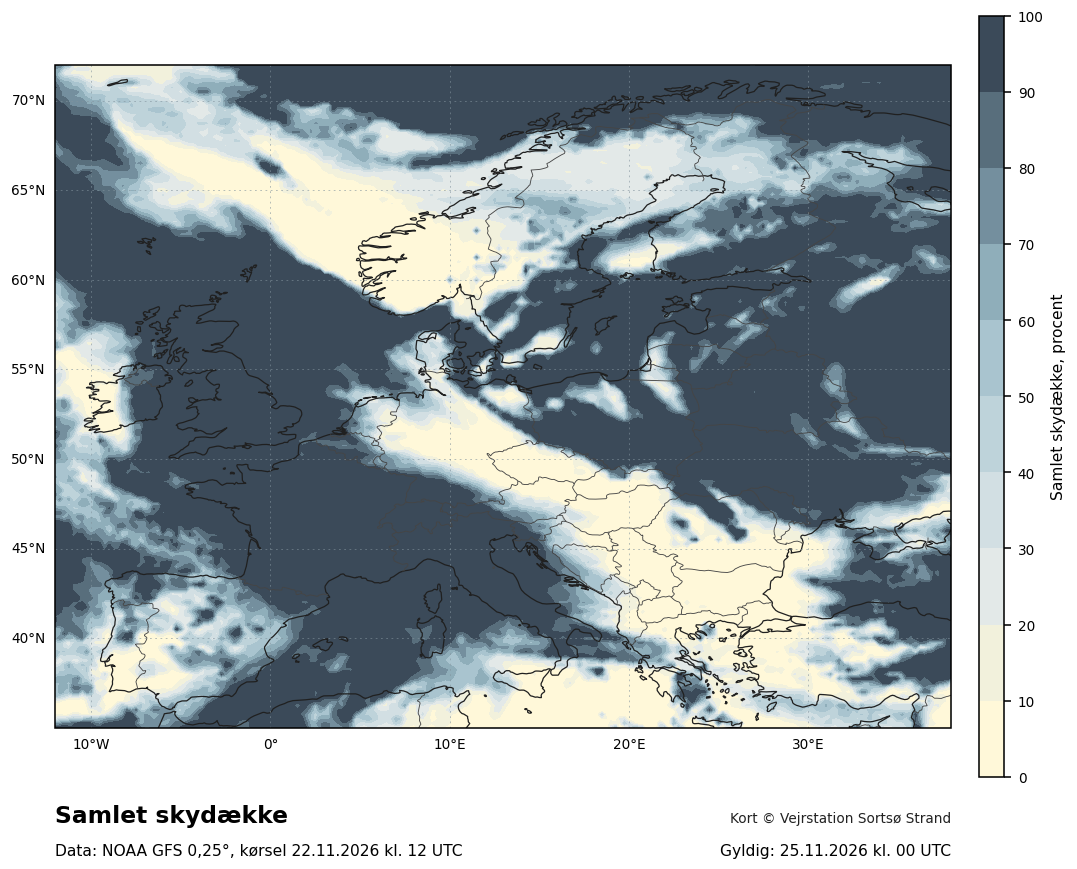 100
90
80
70
60
50
40
30
20
10
0
Samlet skydække, procent
70°N
65°N
60°N
55°N
50°N
45°N
40°N
10°W
0°
10°E
20°E
30°E
Samlet skydække
Kort © Vejrstation Sortsø Strand
Data: NOAA GFS 0,25°, kørsel 22.11.2026 kl. 12 UTC
Gyldig: 25.11.2026 kl. 00 UTC